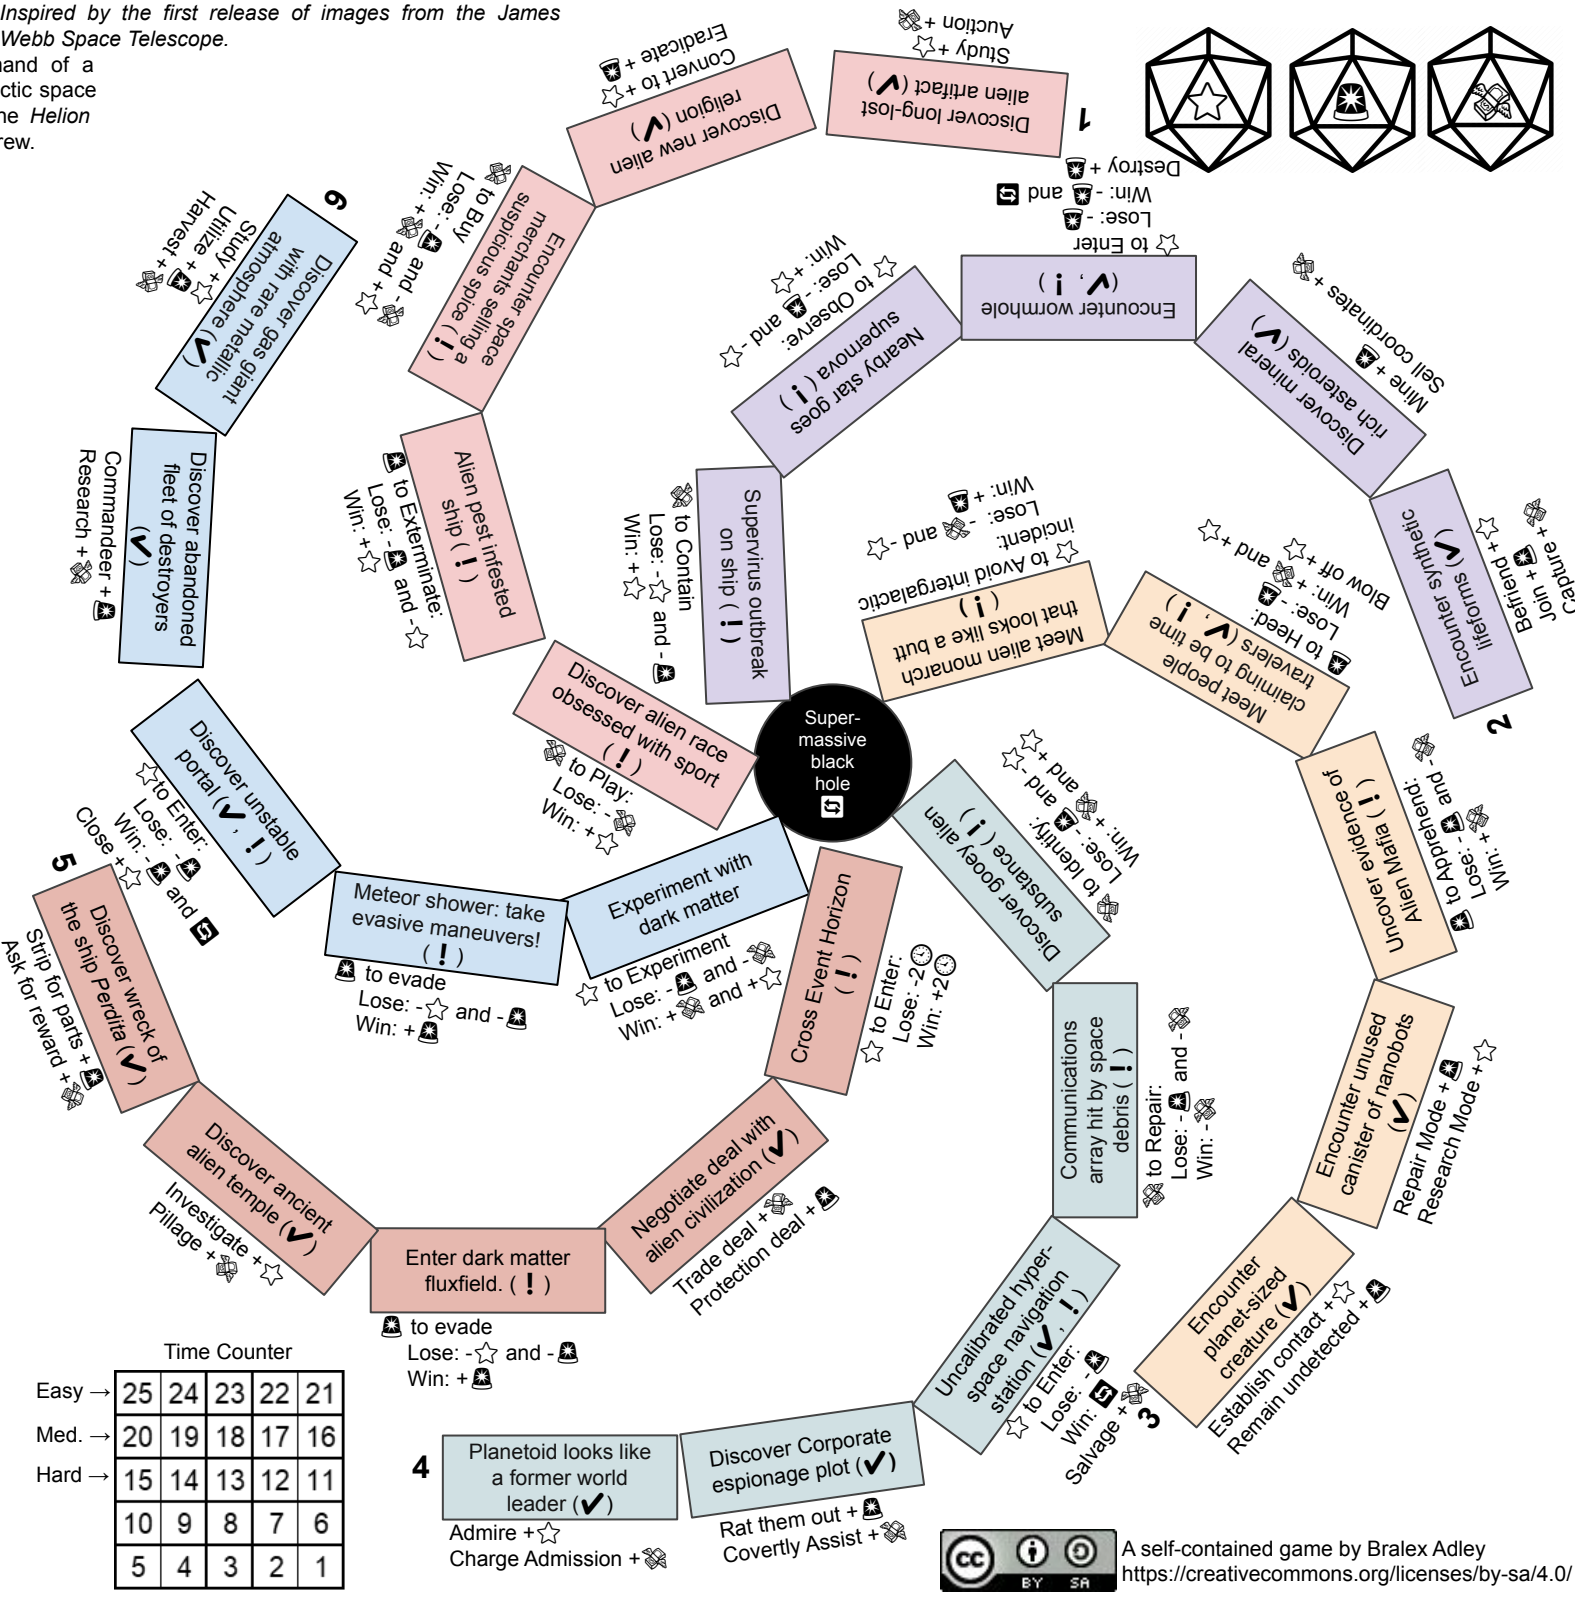 Inspired by the first release of images from the James
Webb Space Telescope.
and of a
ctic space
ne Helion
rew.
1
Discover long-lost
alien artifact (✔)
Study +☆
Auction +💸
Discover new alien
religion (✔)
Convert to +☆
Eradicate +🚨
Encounter space
merchants selling a
suspicious spice (!)
💸 to Buy
Lose: -🚨 and -💸
Win: +💸 and +☆
Alien pest infested
ship (!)
🚨 to Exterminate:
Lose: -🚨 and -☆
Win: +☆
Discover alien race
obsessed with sport
(!)
💸 to Play:
Lose: -💸
Win: +☆
2
Encounter synthetic
lifeforms (✔)
Befriend +☆
Join +🚨
Capture +💸
Discover mineral
rich asteroids (✔)
Mine +🚨
Sell coordinates +💸
Encounter wormhole
(✔, !)
☆ to Enter
Lose: -🚨
Win: -🚨 and 🔁
Destroy +🚨
Nearby star goes
supernova (!)
☆ to Observe:
Lose: -🚨 and -☆
Win: +☆
Supervirus outbreak
on ship (!)
💸 to Contain
Lose: -☆ and -🚨
Win: +☆
3
Encounter
planet-sized
creature (✔)
Establish contact +☆
Remain undetected +🚨
Encounter unused
canister of nanobots
(✔)
Repair Mode +🚨
Research Mode +☆
Uncover evidence of
Alien Mafia (!)
🚨 to Apprehend:
Lose: -🚨 and -💸
Win: +💸
Meet people
claiming to be time
travelers (✔, !)
🚨 to Heed:
Lose: -🚨
Win: +💸 and +☆
Blow off +☆
Meet alien monarch
that looks like a butt
(!)
☆ to Avoid intergalactic
incident:
Lose: -💸 and -☆
Win: +🚨
4
Planetoid looks like
a former world
leader (✔)
Admire +☆
Charge Admission +💸
Discover Corporate
espionage plot (✔)
Rat them out +🚨
Covertly Assist +💸
Uncalibrated hyper-
space navigation
station (✔, !)
☆ to Enter:
Lose: -🚨
Win: 🔁
Salvage +💸
Communications
array hit by space
debris (!)
💸 to Repair:
Lose: -🚨 and -💸
Win: -💸
Discover gooey alien
substance (!)
💸 to Identify:
Lose: -🚨 and -☆
Win: +💸 and +☆
5
Discover wreck of
the ship Perdita (✔)
Strip for parts +🚨
Ask for reward +💸
Discover ancient
alien temple (✔)
Investigate +☆
Pillage +💸
Enter dark matter
fluxfield. (!)
🚨 to evade
Lose: -☆ and -🚨
Win: +🚨
Negotiate deal with
alien civilization (✔)
Trade deal +💸
Protection deal +🚨
Cross Event Horizon
(!)
☆ to Enter:
Lose: -2🕘
Win: +2🕘
6
Discover gas giant
with rare metallic
atmosphere (✔)
Study +☆
Utilize +🚨
Harvest +💸
Discover abandoned
fleet of destroyers
(✔)
Commander +🚨
Research +💸
Discover unstable
portal (✔, !)
☆ to Enter:
Lose: -🚨
Win: -🚨 and 🔁
Close +☆
Meteor shower: take
evasive maneuvers!
(!)
🚨 to evade
Lose: -☆ and -🚨
Win: +🚨
Experiment with
dark matter
☆ to Experiment
Lose: -🚨 and -💸
Win: +💸 and +☆
Super-
massive
black
hole
🔁
Time Counter
Easy → 25 24 23 22 21
Med. → 20 19 18 17 16
Hard → 15 14 13 12 11
10 9 8 7 6
5 4 3 2 1
cc BY SA
A self-contained game by Bralex Adley
https://creativecommons.org/licenses/by-sa/4.0/